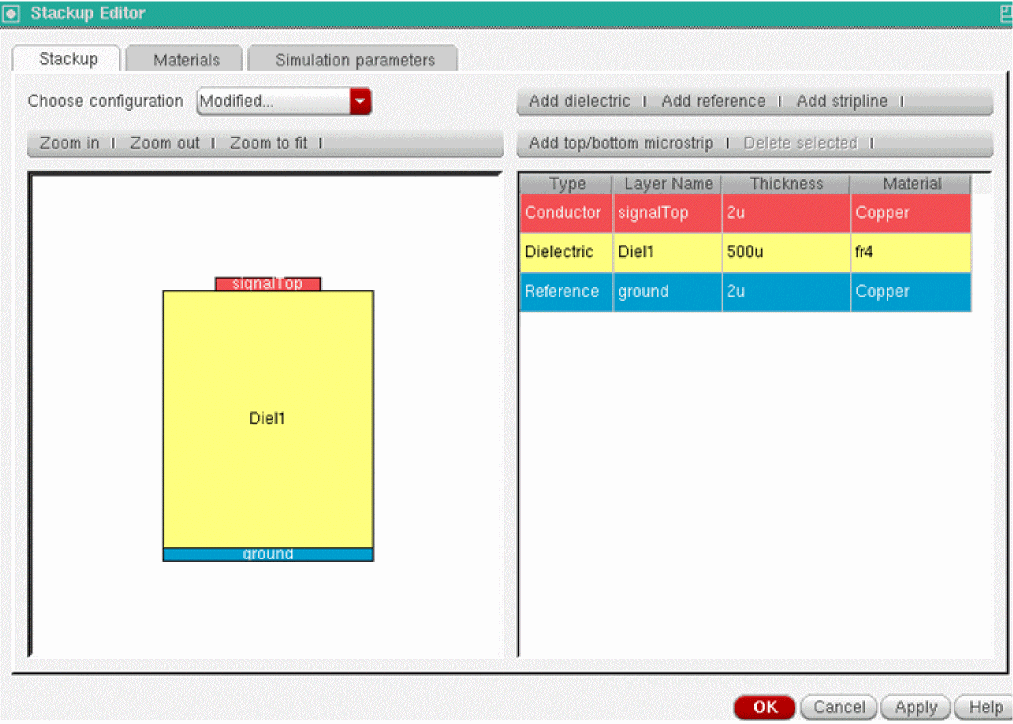 Stackup Editor
Stackup Materials Simulation parameters
Choose configuration Modified...
Add dielectric | Add reference | Add stripline |
Zoom in | Zoom out | Zoom to fit |
Add top/bottom microstrip | Delete selected |
Type Layer Name Thickness Material
Conductor signalTop 2u Copper
Dielectric Diel1 500u fr4
Reference ground 2u Copper
signalTop
Diel1
ground
OK Cancel Apply Help